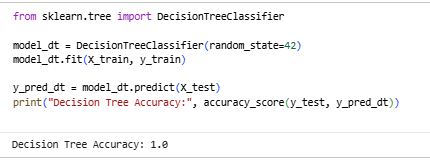 from sklearn.tree import DecisionTreeClassifier
model_dt = DecisionTreeClassifier(random_state=42)
model_dt.fit(X_train, y_train)
y_pred_dt = model_dt.predict(X_test)
print("Decision Tree Accuracy:", accuracy_score(y_test, y_pred_dt))
Decision Tree Accuracy: 1.0